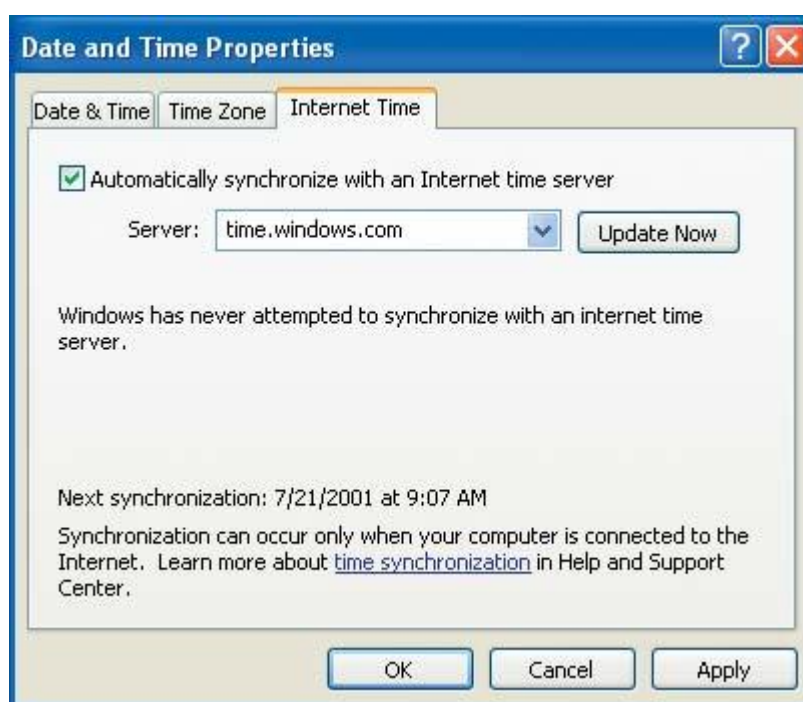 Date and Time Properties
Date & Time Time Zone Internet Time
Automatically synchronize with an Internet time server
Server: time.windows.com Update Now
Windows has never attempted to synchronize with an internet time
server.
Next synchronization: 7/21/2001 at 9:07 AM
Synchronization can occur only when your computer is connected to the
Internet. Learn more about time synchronization in Help and Support
Center.
OK Cancel Apply